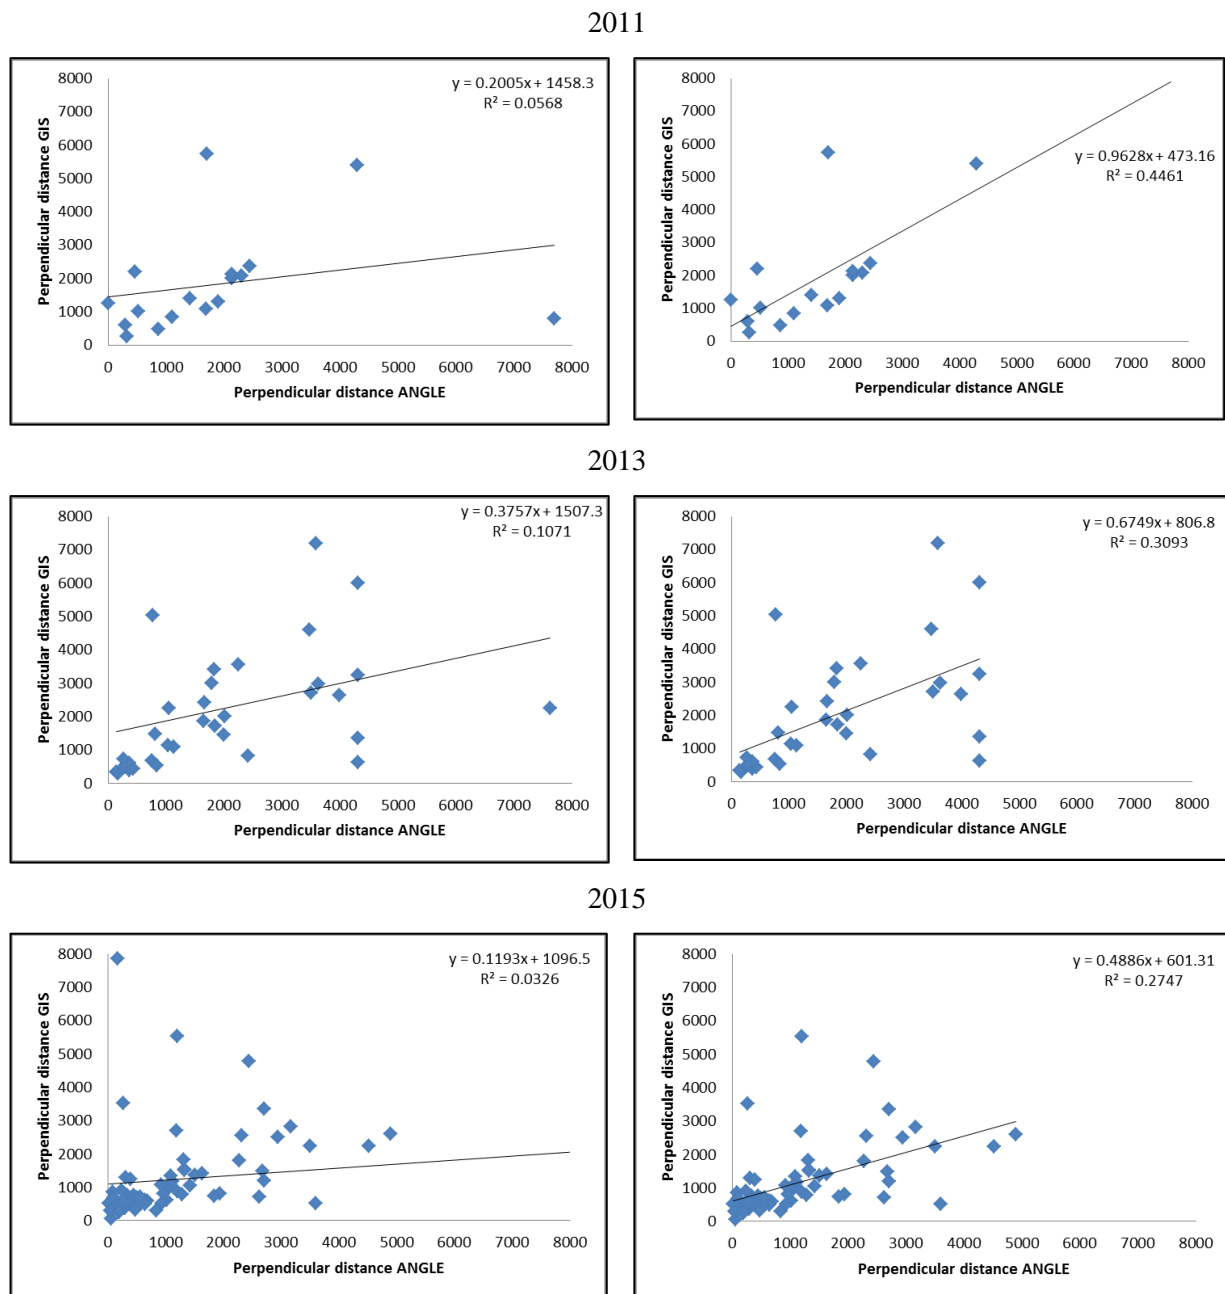 2011
y = 0.2005x + 1458.3
R² = 0.0568
Perpendicular distance GIS
8000
7000
6000
5000
4000
3000
2000
1000
0
0 1000 2000 3000 4000 5000 6000 7000 8000
Perpendicular distance ANGLE
y = 0.9628x + 473.16
R² = 0.4461
Perpendicular distance GIS
8000
7000
6000
5000
4000
3000
2000
1000
0
0 1000 2000 3000 4000 5000 6000 7000 8000
Perpendicular distance ANGLE
2013
y = 0.3757x + 1507.3
R² = 0.1071
Perpendicular distance GIS
8000
7000
6000
5000
4000
3000
2000
1000
0
0 1000 2000 3000 4000 5000 6000 7000 8000
Perpendicular distance ANGLE
y = 0.6749x + 806.8
R² = 0.3093
Perpendicular distance GIS
8000
7000
6000
5000
4000
3000
2000
1000
0
0 1000 2000 3000 4000 5000 6000 7000 8000
Perpendicular distance ANGLE
2015
y = 0.1193x + 1096.5
R² = 0.0326
Perpendicular distance GIS
8000
7000
6000
5000
4000
3000
2000
1000
0
0 1000 2000 3000 4000 5000 6000 7000 8000
Perpendicular distance ANGLE
y = 0.4886x + 601.31
R² = 0.2747
Perpendicular distance GIS
8000
7000
6000
5000
4000
3000
2000
1000
0
0 1000 2000 3000 4000 5000 6000 7000 8000
Perpendicular distance ANGLE